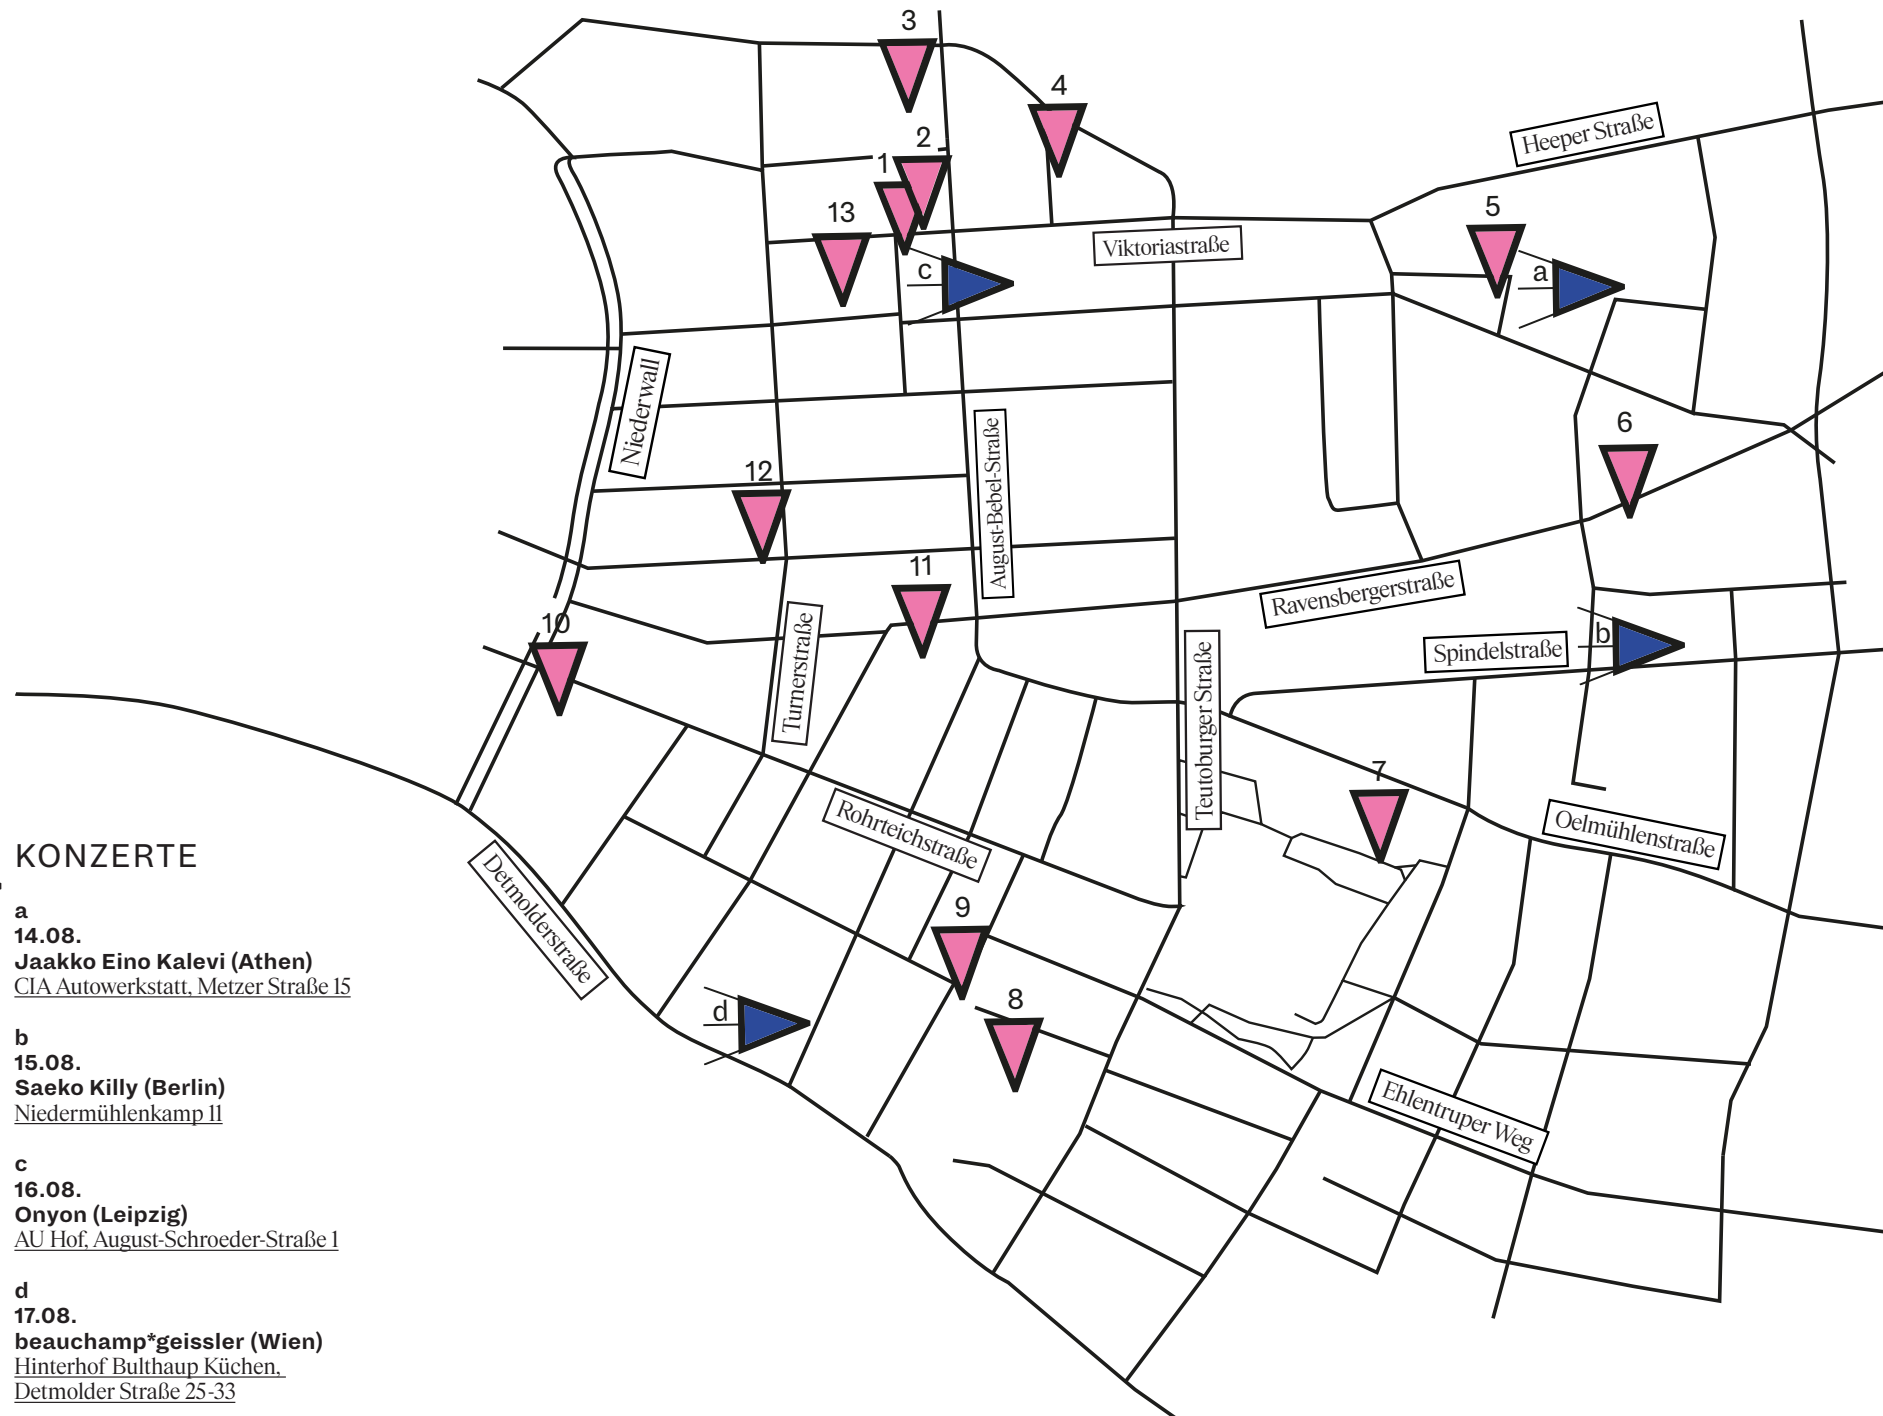 3
4
Heeper Straße
2
1
13
5
Viktoriastraße
c
a
Niederwall
6
August-Bebel-Straße
12
11
Ravensbergerstraße
10
Turnerstraße
Spindelstraße
b
Teutoburger Straße
7
Rohrteichstraße
Oelmühlenstraße
Detmolderstraße
9
8
d
Ehlentruper Weg
KONZERTE
a
14.08.
Jaakko Eino Kalevi (Athen)
CIA Autowerkstatt, Metzer Straße 15
b
15.08.
Saeko Killy (Berlin)
Niedermühlenkamp 11
c
16.08.
Onyon (Leipzig)
AU Hof, August-Schroeder-Straße 1
d
17.08.
beauchamp*geissler (Wien)
Hinterhof Bulthaup Küchen,
Detmolder Straße 25-33